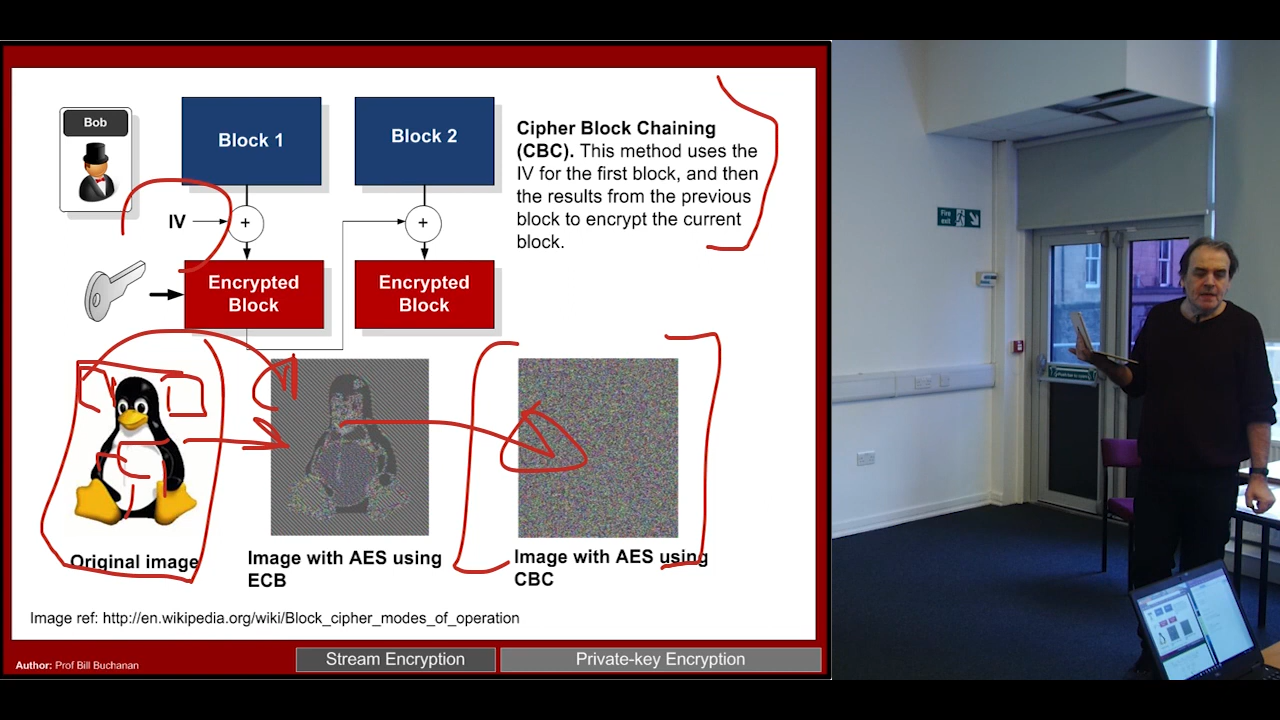 Bob
Block 1
Block 2
Cipher Block Chaining
(CBC). This method uses the
IV for the first block, and then
the results from the previous
block to encrypt the current
block.
IV
+
+
Encrypted
Block
Encrypted
Block
Original image
Image with AES using
ECB
Image with AES using
CBC
Image ref: http://en.wikipedia.org/wiki/Block_cipher_modes_of_operation
Author: Prof Bill Buchanan
Stream Encryption
Private-key Encryption
Fire
exit